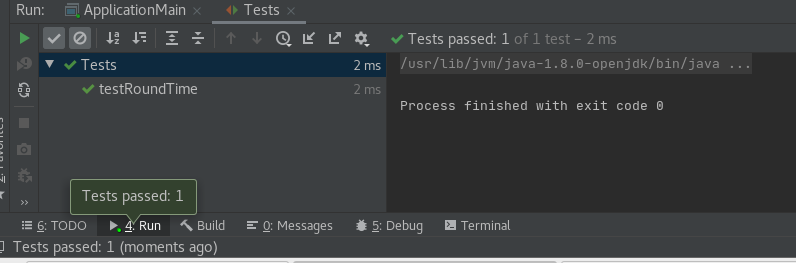 Run: ApplicationMain × Tests ×
Tests passed: 1 of 1 test – 2 ms
Tests 2 ms
testRoundTime 2 ms
/usr/lib/jvm/java-1.8.0-openjdk/bin/java ...
Process finished with exit code 0
Tests passed: 1
6: TODO 4: Run Build 0: Messages 5: Debug Terminal
Tests passed: 1 (moments ago)